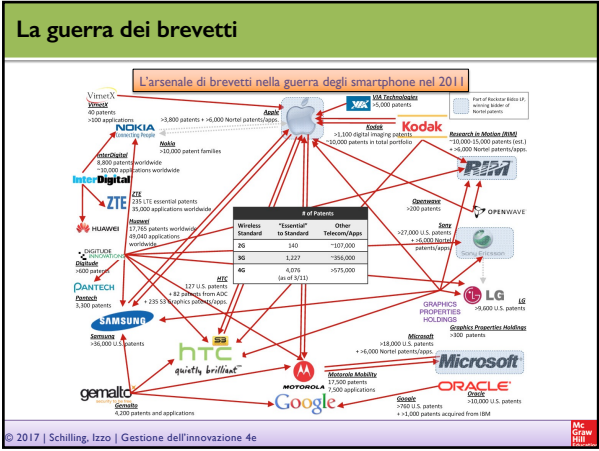 La guerra dei brevetti
L'arsenale di brevetti nella guerra degli smartphone nel 2011
VirnetX
VirnetX
40 patents
>100 applications
Apple
>3,800 patents + >6,000 Nortel patents/apps.
VIA
VIA Technologies
>5,000 patents
Part of Rockstar Bidco LP,
winning bidder of
Nortel patents
NOKIA
Connecting People
Nokia
>10,000 patent families
Kodak
>1,100 digital imaging patents
~10,000 patents in total portfolio
Kodak
Research in Motion (RIM)
~10,000-15,000 patents (est.)
+ >6,000 Nortel patents/apps.
RIM
InterDigital
8,800 patents worldwide
~10,000 applications worldwide
InterDigital
ZTE
ZTE
235 LTE essential patents
35,000 applications worldwide
Openwave
>200 patents
OPENWAVE
HUAWEI
Huawei
17,765 patents worldwide
49,040 applications
worldwide
# of Patents
Wireless Standard
"Essential" to Standard
Other Telecom/Apps
2G 140 ~107,000
3G 1,227 ~356,000
4G 4,076 (as of 5/11) >575,000
Sony
>27,000 U.S. patents
+ >6,000 Nortel
patents/apps.
Sony Ericsson
DIGITUDE
INNOVATIONS
Digitude
>600 patents
PANTECH
Pantech
3,300 patents
HTC
127 U.S. patents
+ 82 patents from ADC
+ 235 S3 Graphics patents/apps.
LG
LG
>9,600 U.S. patents
GRAPHICS
PROPERTIES
HOLDINGS
Graphics Properties Holdings
>300 patents
SAMSUNG
Samsung
>36,000 U.S. patents
S3
hTC
quietly brilliant™
Microsoft
>18,000 U.S. patents
+ >6,000 Nortel patents/apps.
Microsoft
MOTOROLA
Motorola Mobility
17,500 patents
7,500 applications
gemalto
security to be free
Gemalto
4,200 patents and applications
Google
Google
>760 U.S. patents
+ >1,000 patents acquired from IBM
ORACLE
Oracle
>10,000 U.S. patents
© 2017 | Schilling, Izzo | Gestione dell'innovazione 4e
Mc
Graw
Hill
Education